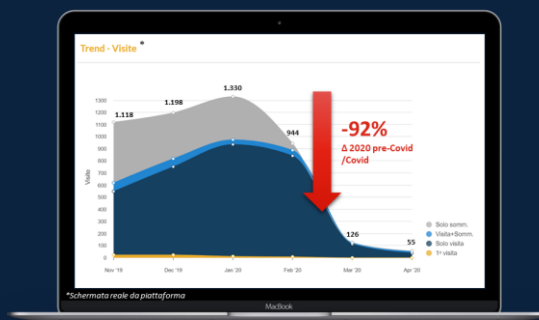 Trend - Visite *
1.330
1.198
1.118
944
-92%
Δ 2020 pre-Covid
/Covid
126
55
1300
1200
1100
1000
900
800
700
600
500
400
300
200
100
0
Visite
Nov '19
Dec '19
Jan '20
Feb '20
Mar '20
Apr '20
Solo somm.
Visita+Somm.
Solo visita
1ª visita
*Schermata reale da piattaforma
MacBook